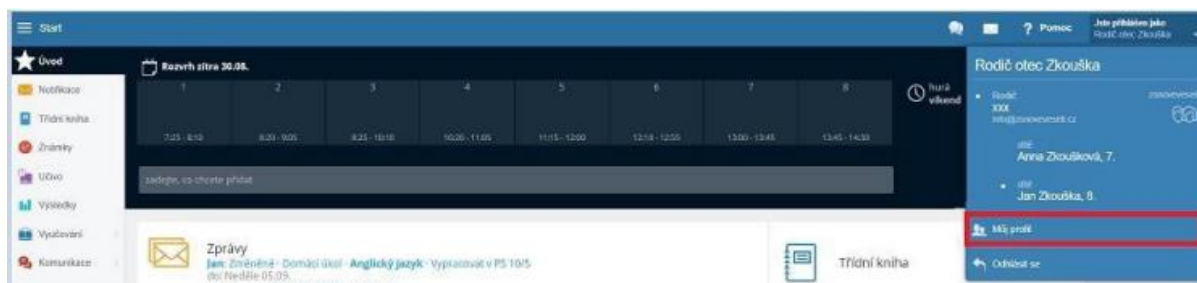 Start
Pomoc
Jste přihlášen jako
Rodič otec Zkouška
Úvod
Notifikace
Třídní kniha
Známky
Učivo
Výsledky
Vyučování
Komunikace
Rozvrh zítra 30.08.
1 2 3 4 5 6 7 8
7:25 - 8:10 8:20 - 9:05 9:25 - 10:10 10:20 - 11:05 11:15 - 12:00 12:10 - 12:55 13:00 - 13:45 13:45 - 14:30
hurá
víkend
zadejte, co chcete přidat
Zprávy
Jan: Změněné - Domácí úkol - Anglický jazyk - Vypracovat v PS 10/5
do: Neděle 05.09.
Třídní kniha
Rodič otec Zkouška
Rodič
XXX
dítě
Anna Zkoušková, 7.
dítě
Jan Zkouška, 8.
Můj profil
Odhlásit se